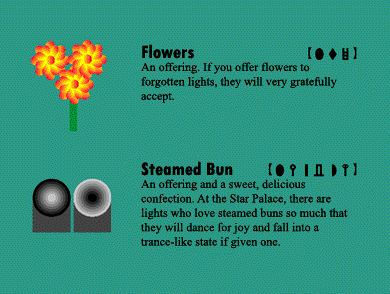 Flowers
An offering. If you offer flowers to
forgotten lights, they will very gratefully
accept.
Steamed Bun
An offering and a sweet, delicious
confection. At the Star Palace, there are
lights who love steamed buns so much that
they will dance for joy and fall into a
trance-like state if given one.